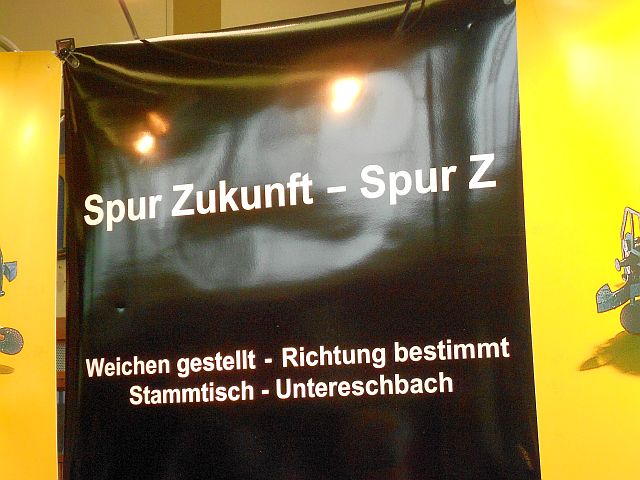 Spur Zukunft – Spur Z
Weichen gestellt - Richtung bestimmt
Stammtisch - Untereschbach